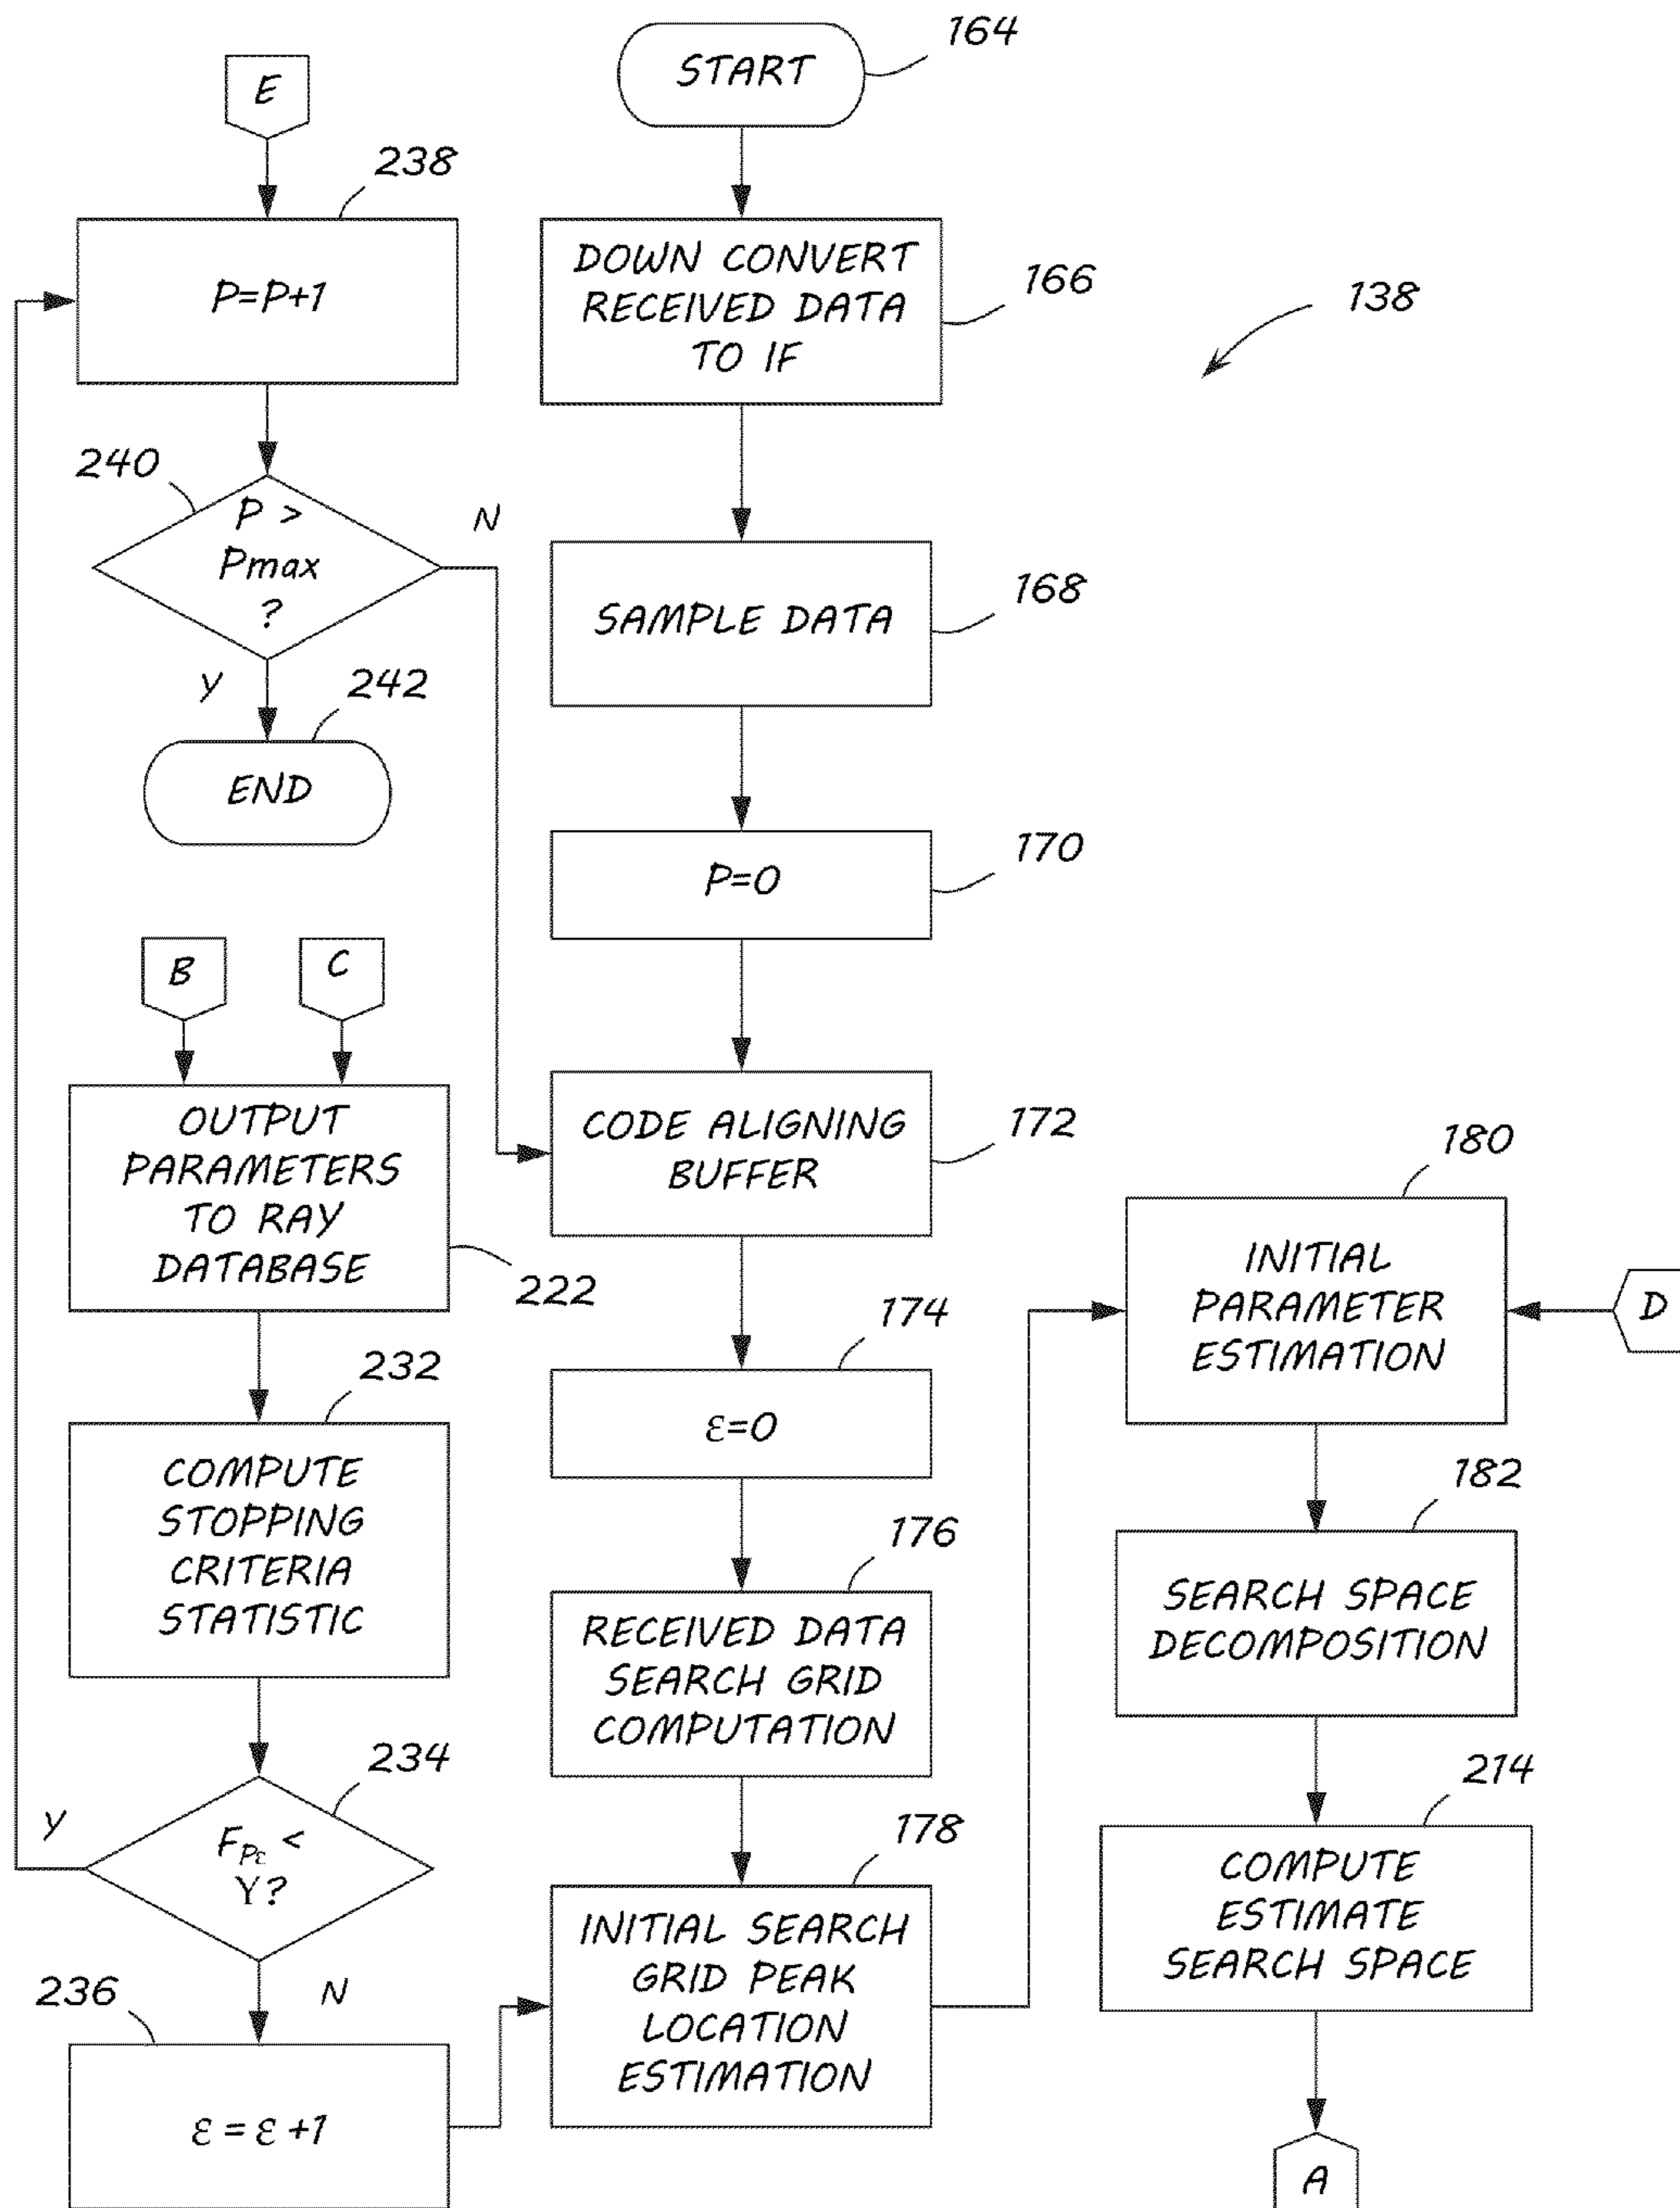 START
164
DOWN CONVERT
RECEIVED DATA
TO IF
166
138
SAMPLE DATA
168
P=0
170
CODE ALIGNING
BUFFER
172
ε=0
174
RECEIVED DATA
SEARCH GRID
COMPUTATION
176
INITIAL SEARCH
GRID PEAK
LOCATION
ESTIMATION
178
INITIAL
PARAMETER
ESTIMATION
180
D
SEARCH SPACE
DECOMPOSITION
182
COMPUTE
ESTIMATE
SEARCH SPACE
214
A
B
C
OUTPUT
PARAMETERS
TO RAY
DATABASE
222
COMPUTE
STOPPING
CRITERIA
STATISTIC
232
F_Pε <
Υ?
234
Y
N
ε = ε +1
236
E
P=P+1
238
P >
Pmax
?
240
N
Y
END
242